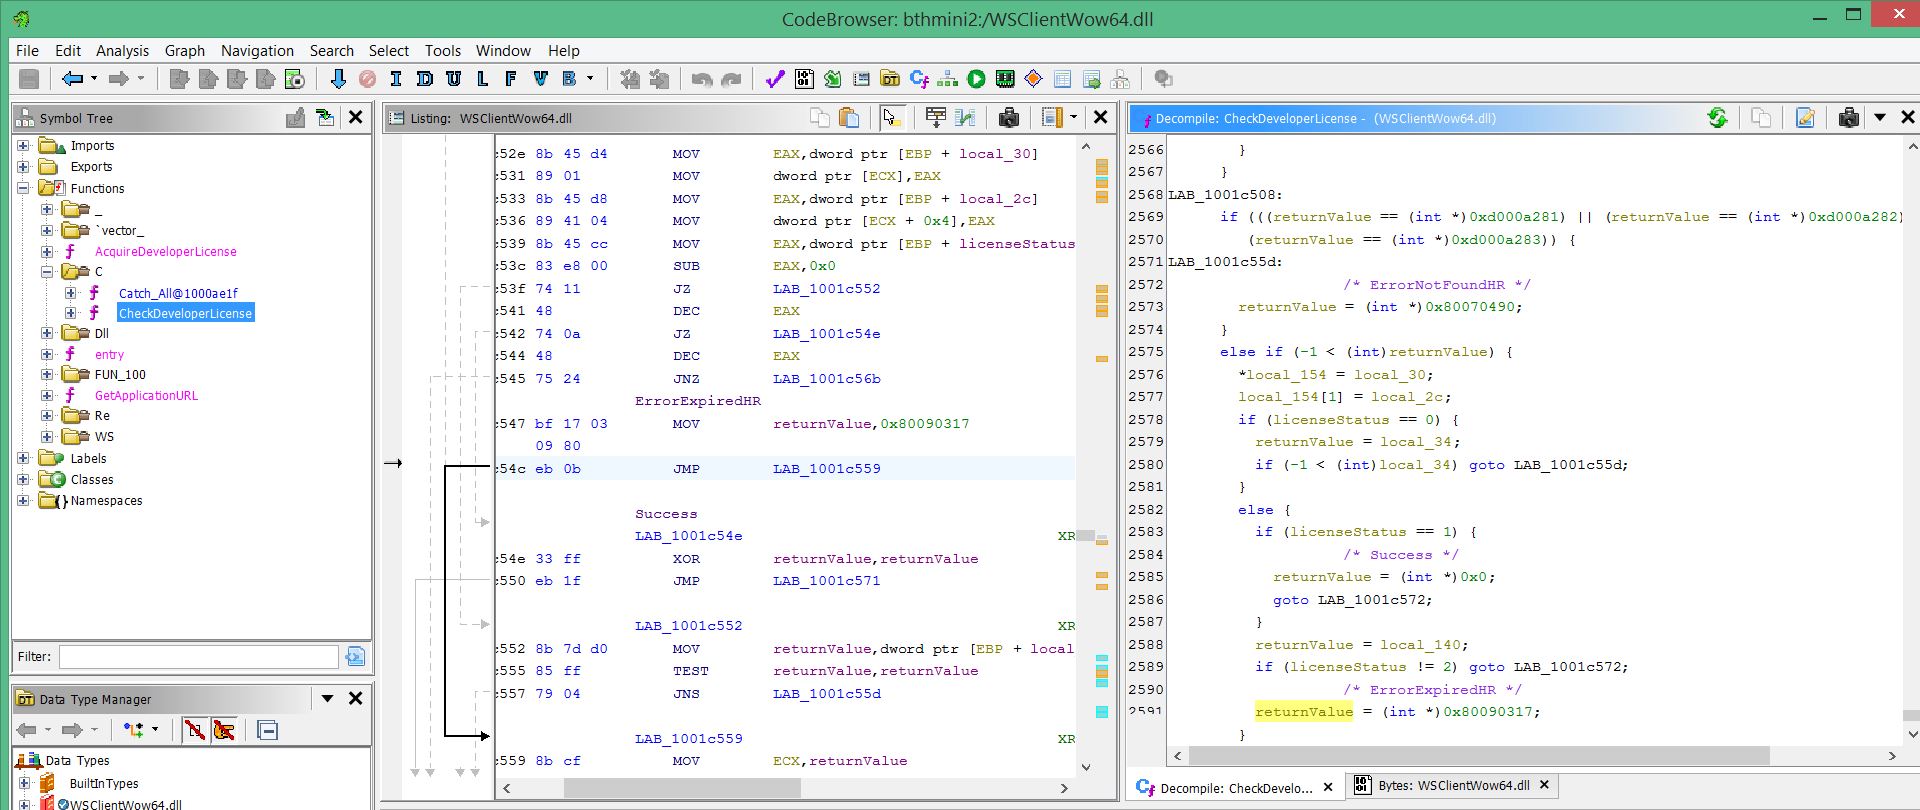 CodeBrowser: bthmini2:/WSClientWow64.dll
File Edit Analysis Graph Navigation Search Select Tools Window Help
I D U L F V B
Symbol Tree
Imports
Exports
Functions
_
`vector_
AcquireDeveloperLicense
C
Catch_All@1000ae1f
CheckDeveloperLicense
Dll
entry
FUN_100
GetApplicationURL
Re
WS
Labels
Classes
Namespaces
Filter:
Data Type Manager
Data Types
BuiltInTypes
WSClientWow64.dll
Listing: WSClientWow64.dll
:52e 8b 45 d4 MOV EAX,dword ptr [EBP + local_30]
:531 89 01 MOV dword ptr [ECX],EAX
:533 8b 45 d8 MOV EAX,dword ptr [EBP + local_2c]
:536 89 41 04 MOV dword ptr [ECX + 0x4],EAX
:539 8b 45 cc MOV EAX,dword ptr [EBP + licenseStatus
:53c 83 e8 00 SUB EAX,0x0
:53f 74 11 JZ LAB_1001c552
:541 48 DEC EAX
:542 74 0a JZ LAB_1001c54e
:544 48 DEC EAX
:545 75 24 JNZ LAB_1001c56b
ErrorExpiredHR
:547 bf 17 03 MOV returnValue,0x80090317
09 80
:54c eb 0b JMP LAB_1001c559
Success
LAB_1001c54e XR
:54e 33 ff XOR returnValue,returnValue
:550 eb 1f JMP LAB_1001c571
LAB_1001c552 XR
:552 8b 7d d0 MOV returnValue,dword ptr [EBP + local
:555 85 ff TEST returnValue,returnValue
:557 79 04 JNS LAB_1001c55d
LAB_1001c559 XR
:559 8b cf MOV ECX,returnValue
Decompile: CheckDeveloperLicense - (WSClientWow64.dll)
2566 }
2567 }
2568 LAB_1001c508:
2569 if (((returnValue == (int *)0xd000a281) || (returnValue == (int *)0xd000a282)
2570 (returnValue == (int *)0xd000a283)) {
2571 LAB_1001c55d:
2572 /* ErrorNotFoundHR */
2573 returnValue = (int *)0x80070490;
2574 }
2575 else if (-1 < (int)returnValue) {
2576 *local_154 = local_30;
2577 local_154[1] = local_2c;
2578 if (licenseStatus == 0) {
2579 returnValue = local_34;
2580 if (-1 < (int)local_34) goto LAB_1001c55d;
2581 }
2582 else {
2583 if (licenseStatus == 1) {
2584 /* Success */
2585 returnValue = (int *)0x0;
2586 goto LAB_1001c572;
2587 }
2588 returnValue = local_140;
2589 if (licenseStatus != 2) goto LAB_1001c572;
2590 /* ErrorExpiredHR */
2591 returnValue = (int *)0x80090317;
}
Decompile: CheckDevelo... Bytes: WSClientWow64.dll